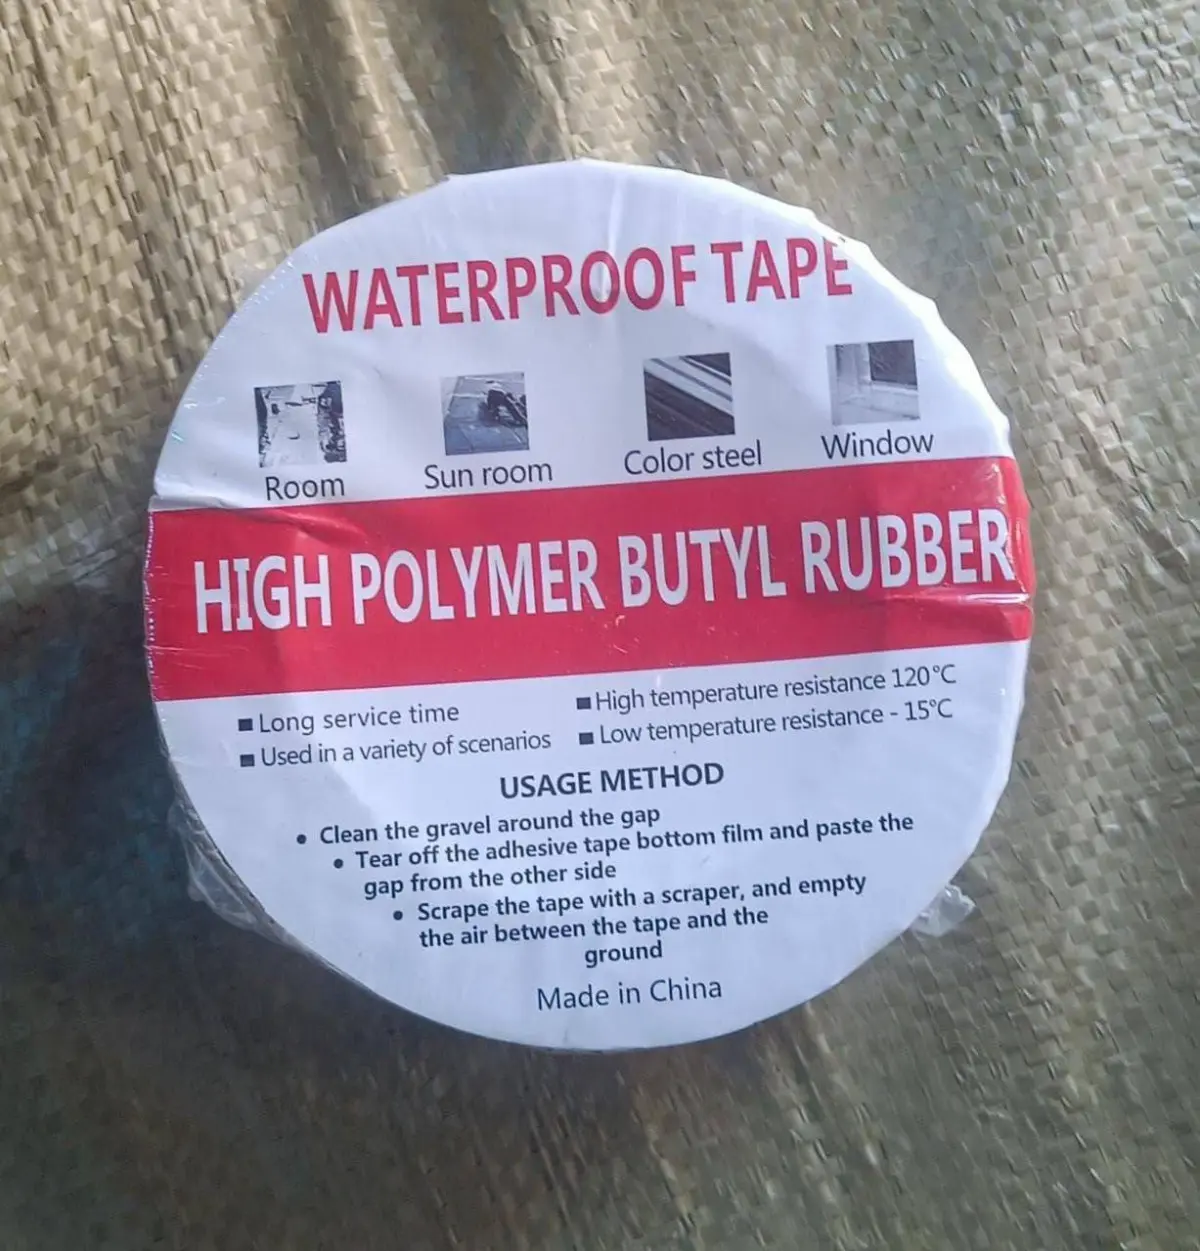 WATERPROOF TAPE
Room Sun room Color steel Window
HIGH POLYMER BUTYL RUBBER
■ Long service time ■ High temperature resistance 120°C
■ Used in a variety of scenarios ■ Low temperature resistance - 15°C
USAGE METHOD
• Clean the gravel around the gap
• Tear off the adhesive tape bottom film and paste the
gap from the other side
• Scrape the tape with a scraper, and empty
the air between the tape and the
ground
Made in China